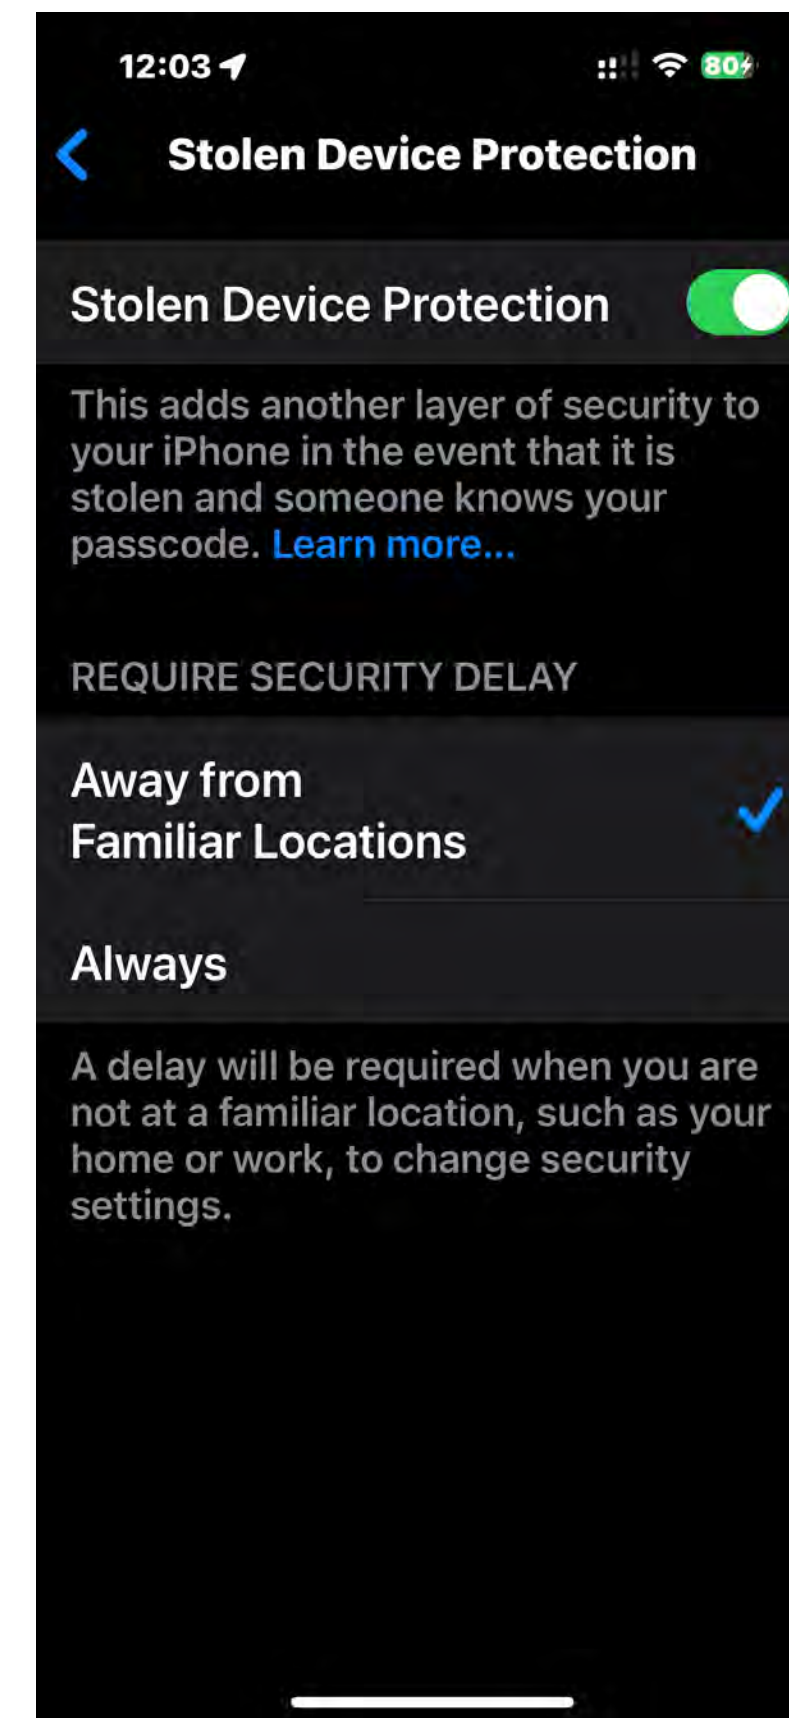 12:03
80
Stolen Device Protection
Stolen Device Protection
This adds another layer of security to
your iPhone in the event that it is
stolen and someone knows your
passcode. Learn more...
REQUIRE SECURITY DELAY
Away from
Familiar Locations
Always
A delay will be required when you are
not at a familiar location, such as your
home or work, to change security
settings.